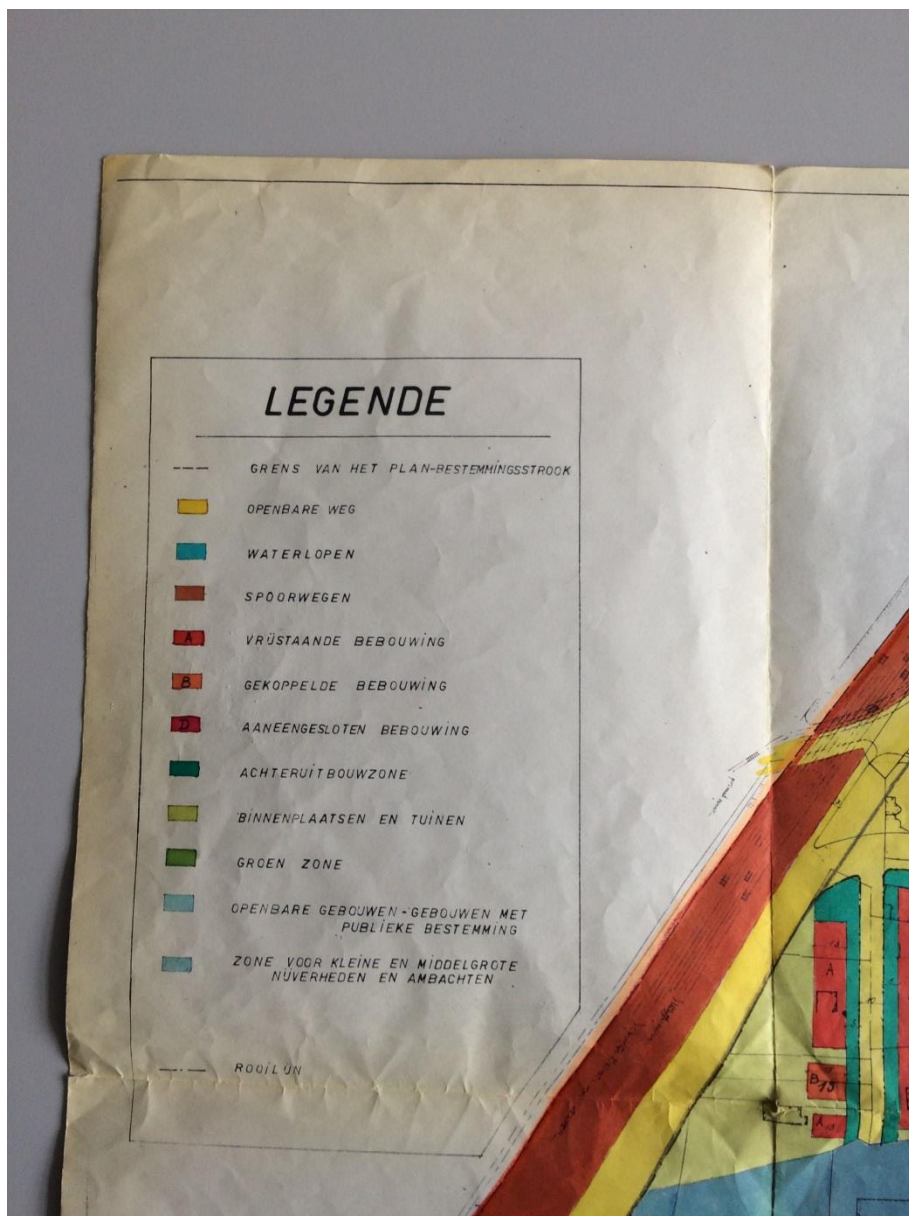 LEGENDE
GRENS VAN HET PLAN-BESTEMMINGSSTROOK
OPENBARE WEG
WATERLOPEN
SPOORWEGEN
A VRIJSTAANDE BEBOUWING
B GEKOPPELDE BEBOUWING
D AANEENGESLOTEN BEBOUWING
ACHTERUITBOUWZONE
BINNENPLAATSEN EN TUINEN
GROEN ZONE
OPENBARE GEBOUWEN-GEBOUWEN MET
PUBLIEKE BESTEMMING
ZONE VOOR KLEINE EN MIDDELGROTE
NIJVERHEDEN EN AMBACHTEN
ROOILIJN
A
B 15
A